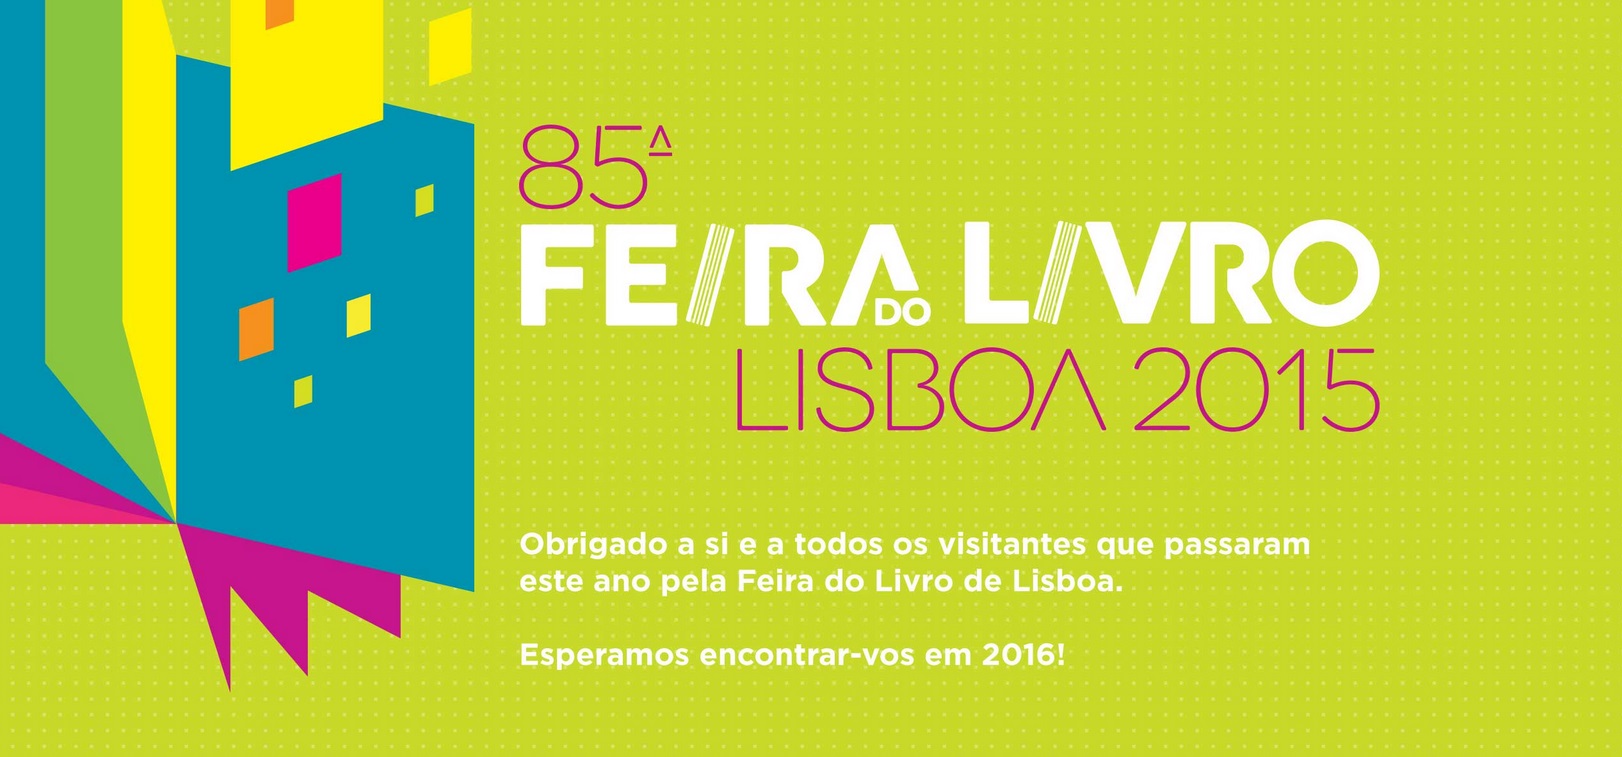 85ª
FEIRA DO LIVRO
LISBOA 2015
Obrigado a si e a todos os visitantes que passaram
este ano pela Feira do Livro de Lisboa.
Esperamos encontrar-vos em 2016!